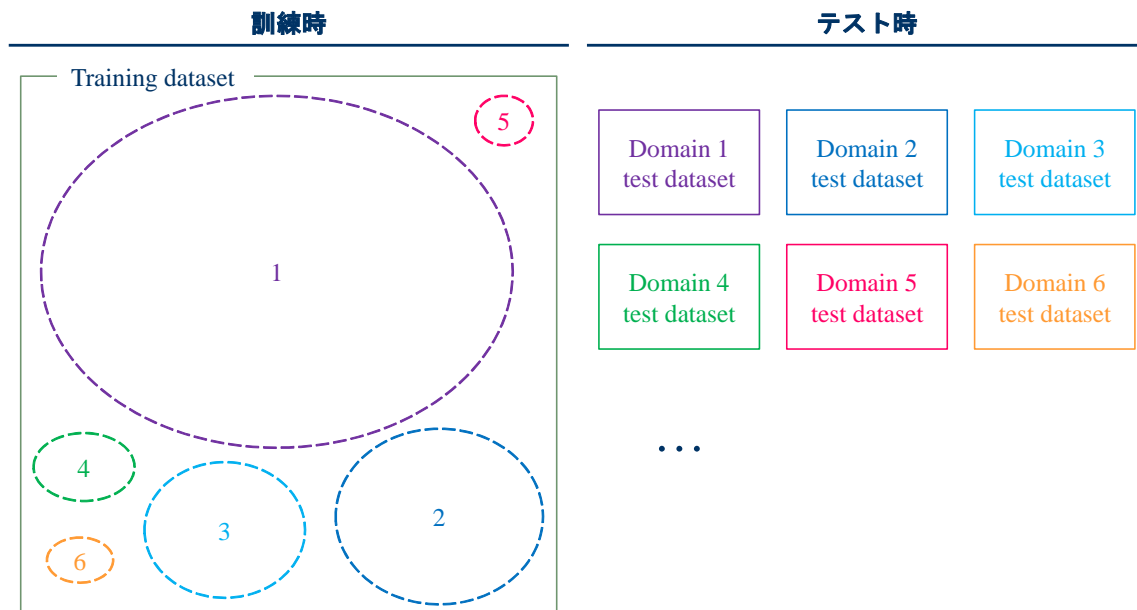 訓練時
テスト時
Training dataset
5
1
4
3
2
6
Domain 1
test dataset
Domain 2
test dataset
Domain 3
test dataset
Domain 4
test dataset
Domain 5
test dataset
Domain 6
test dataset
...